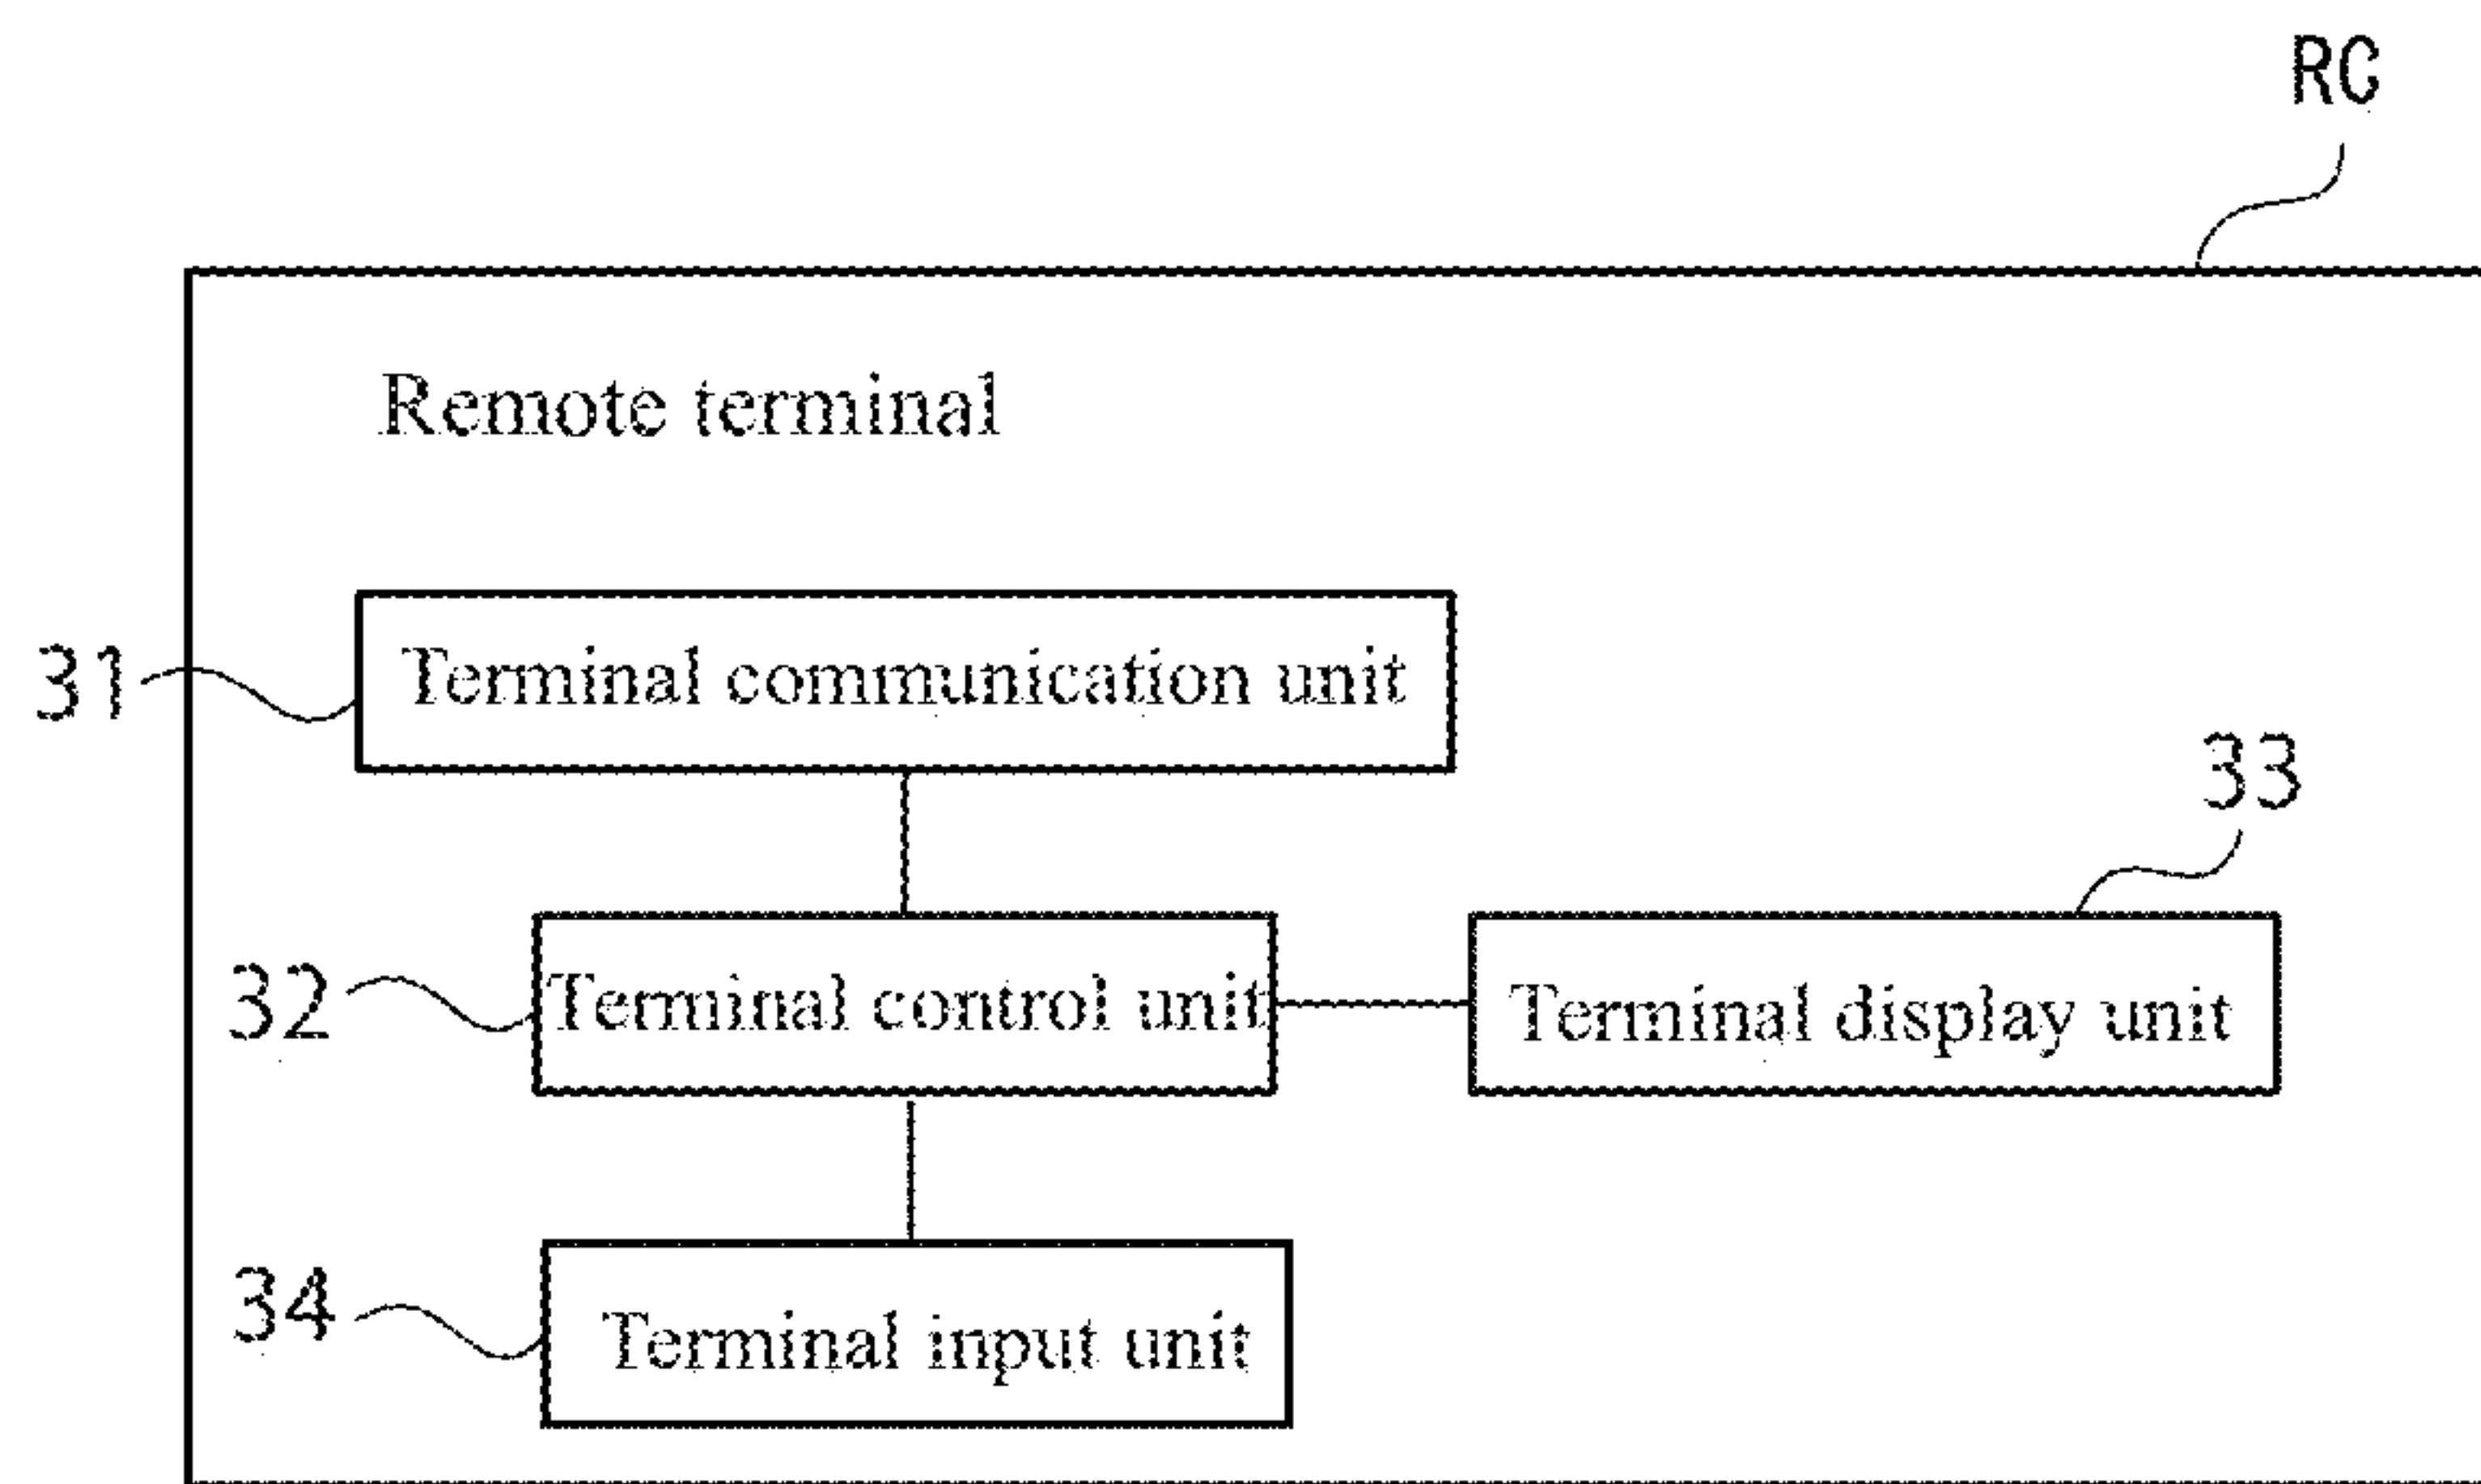 RC
Remote terminal
31
Terminal communication unit
33
32
Terminal control unit
Terminal display unit
34
Terminal input unit